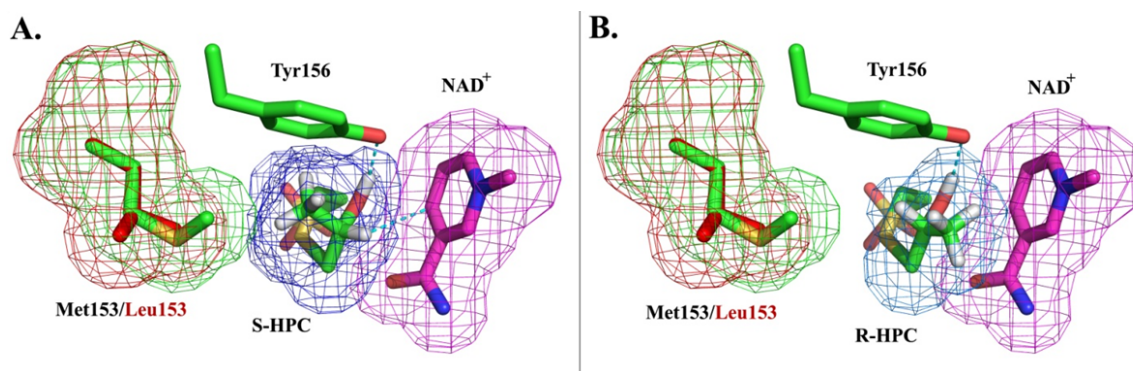 A.
Tyr156
NAD+
Met153/Leu153
S-HPC
B.
Tyr156
NAD+
Met153/Leu153
R-HPC